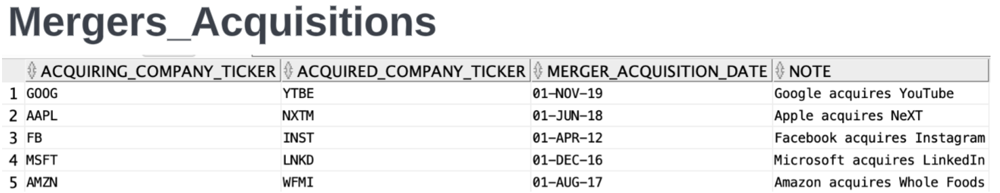 Mergers_Acquisitions
ACQUIRING_COMPANY_TICKER ACQUIRED_COMPANY_TICKER MERGER_ACQUISITION_DATE NOTE
1 GOOG YTBE 01-NOV-19 Google acquires YouTube
2 AAPL NXTM 01-JUN-18 Apple acquires NeXT
3 FB INST 01-APR-12 Facebook acquires Instagram
4 MSFT LNKD 01-DEC-16 Microsoft acquires LinkedIn
5 AMZN WFMI 01-AUG-17 Amazon acquires Whole Foods